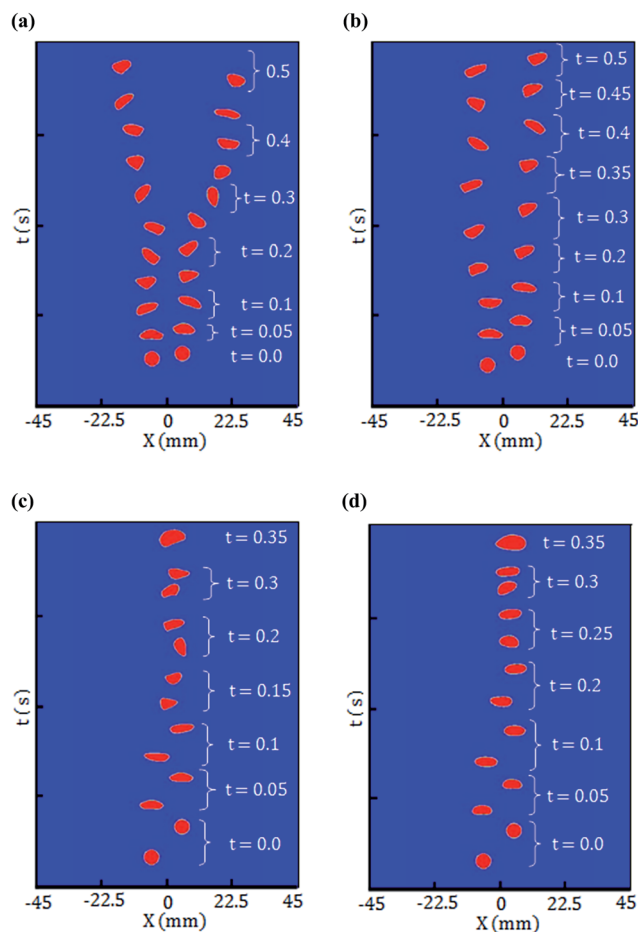 (a)
(b)
0.5
0.4
t = 0.3
t = 0.2
t = 0.1
t = 0.05
t = 0.0
t (s)
-45 -22.5 0 22.5 45
X (mm)
t = 0.5
t = 0.45
t = 0.4
t = 0.35
t = 0.3
t = 0.2
t = 0.1
t = 0.05
t = 0.0
t (s)
-45 -22.5 0 22.5 45
X (mm)
(c)
(d)
t = 0.35
t = 0.3
t = 0.2
t = 0.15
t = 0.1
t = 0.05
t = 0.0
t (s)
-45 -22.5 0 22.5 45
X (mm)
t = 0.35
t = 0.3
t = 0.25
t = 0.2
t = 0.1
t = 0.05
t = 0.0
t (s)
-45 -22.5 0 22.5 45
X (mm)